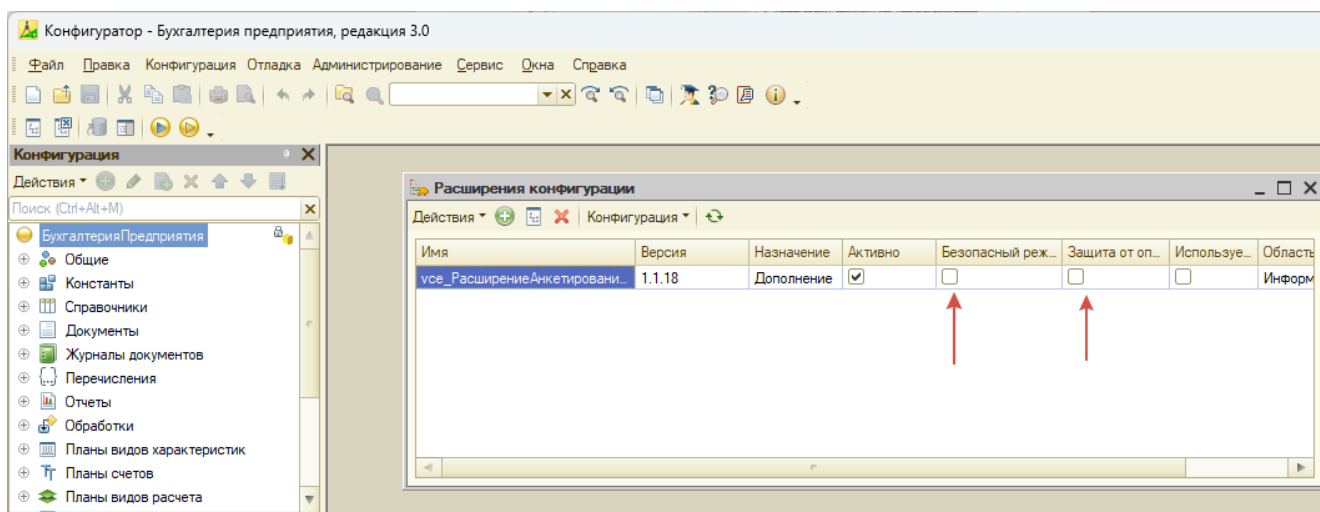 Конфигуратор - Бухгалтерия предприятия, редакция 3.0
Файл Правка Конфигурация Отладка Администрирование Сервис Окна Справка
Конфигурация
Действия
Поиск (Ctrl+Alt+M)
БухгалтерияПредприятия
Общие
Константы
Справочники
Документы
Журналы документов
Перечисления
Отчеты
Обработки
Планы видов характеристик
Планы счетов
Планы видов расчета
Расширения конфигурации
Действия Конфигурация
Имя Версия Назначение Активно Безопасный реж... Защита от оп... Используе... Область
vce_РасширениеАнкетировани... 1.1.18 Дополнение Информ